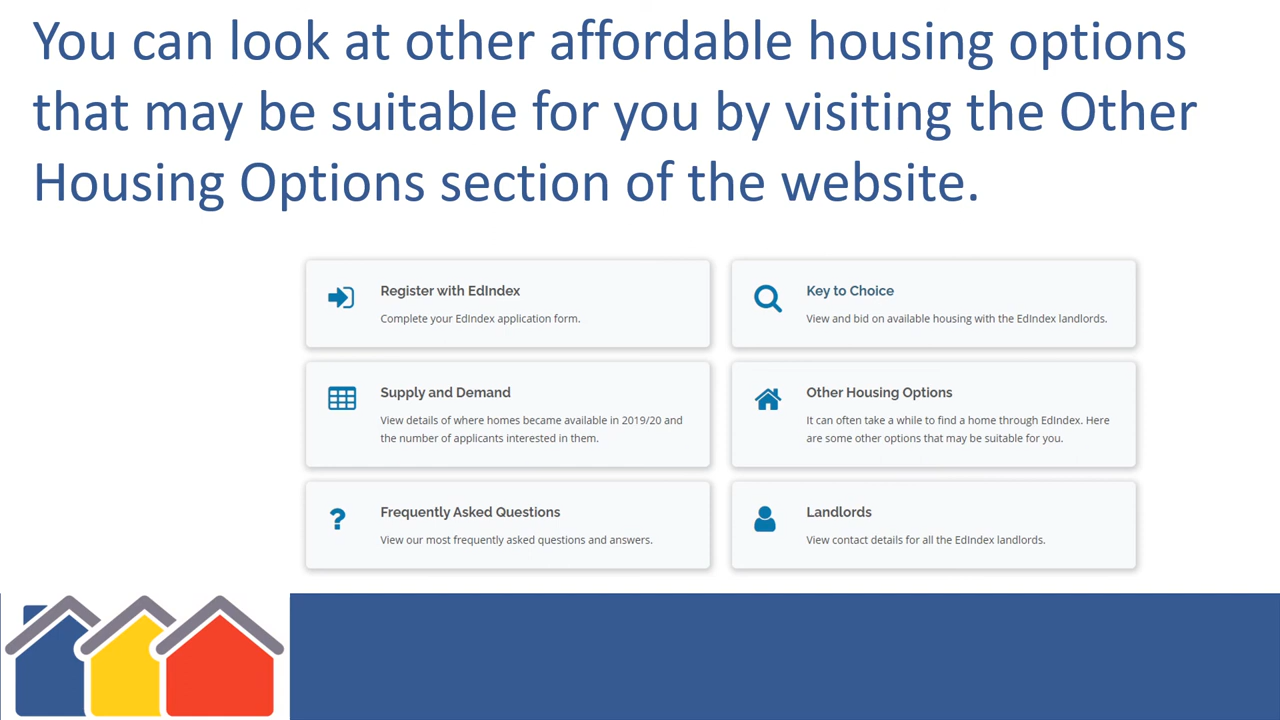 You can look at other affordable housing options
that may be suitable for you by visiting the Other
Housing Options section of the website.
Register with EdIndex
Complete your EdIndex application form.
Key to Choice
View and bid on available housing with the EdIndex landlords.
Supply and Demand
View details of where homes became available in 2019/20 and
the number of applicants interested in them.
Other Housing Options
It can often take a while to find a home through EdIndex. Here
are some other options that may be suitable for you.
Frequently Asked Questions
View our most frequently asked questions and answers.
Landlords
View contact details for all the EdIndex landlords.